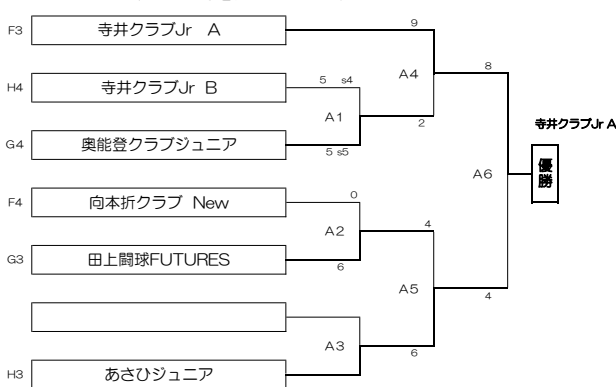 F3 寺井クラブJr A
9
8
H4 寺井クラブJr B
5 s4
A4
A1
2
寺井クラブJr A
G4 奥能登クラブジュニア
5 s5
A6
優勝
F4 向本折クラブ New
0
4
A2
G3 田上闘球FUTURES
6
A5
4
A3
6
H3 あさひジュニア